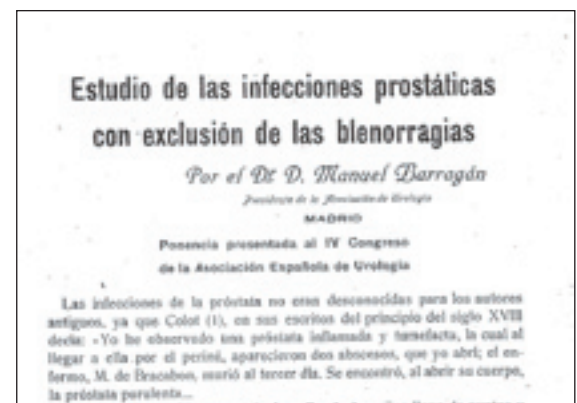 Estudio de las infecciones prostáticas
con exclusión de las blenorragias
Por el Dr. D. Manuel Barragán
Presidente de la Asociación de Urología
MADRID
Ponencia presentada al IV Congreso
de la Asociación Española de Urología
Las infecciones de la próstata no eran desconocidas para los autores
antiguos, ya que Colot (1), en sus escritos del principio del siglo XVIII
decía: «Yo he observado una próstata inflamada y tumefacta, la cual al
llegar a ella por el periné, aparecieron dos abscesos, que yo abrí; el en-
fermo, M. de Bracabon, murió al tercer día. Se encontró, al abrir su cuerpo,
la próstata purulenta...